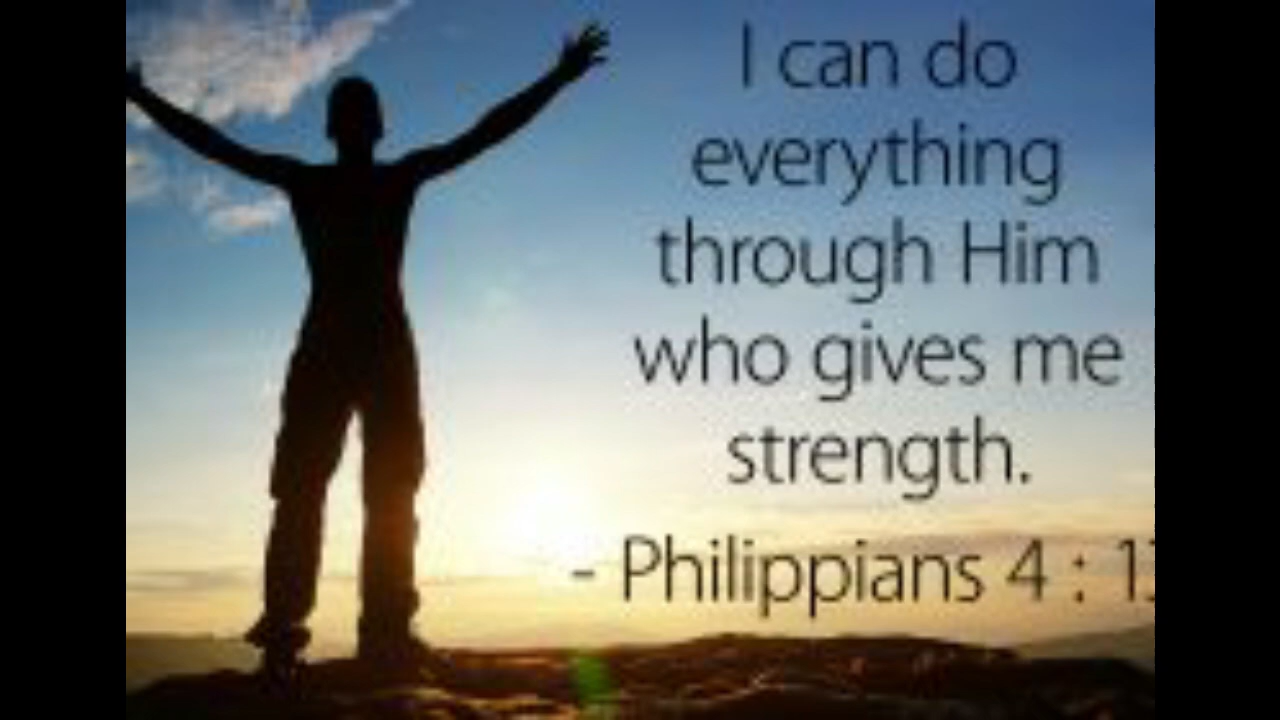 I can do
everything
through Him
who gives me
strength.
- Philippians 4 : 1